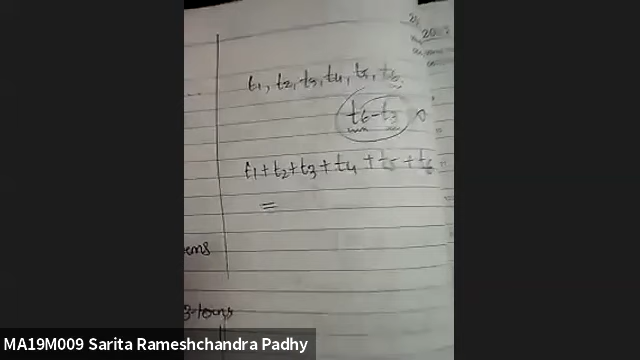 t1, t2, t3, t4, t5, t6
t6-t3
t1+t2+t3+t4+t5+t6
=
ems
MA19M009 Sarita Rameshchandra Padhy